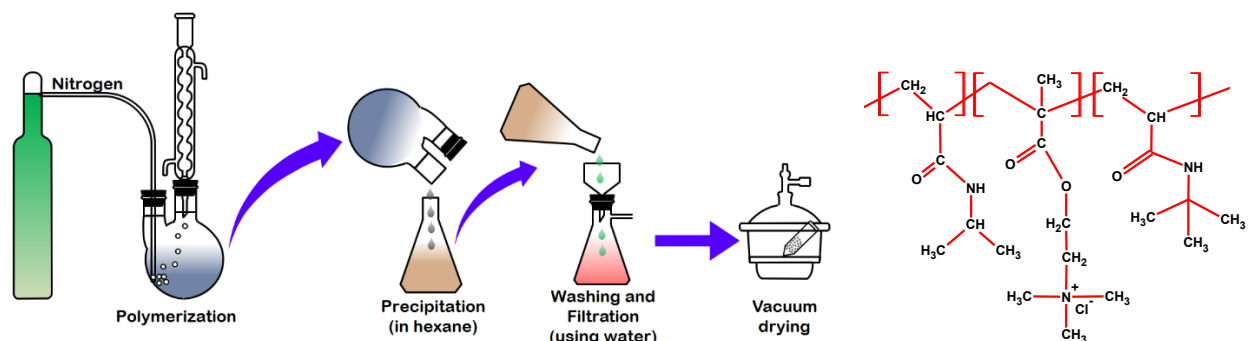 Nitrogen
Polymerization
Precipitation
(in hexane)
Washing and
Filtration
(using water)
Vacuum
drying
CH₂
HC
O
NH
CH
H₃C
CH₃
CH₃
C
O
O
H₂C
CH₂
H₃C
N⁺
CH₃
Cl⁻
CH₃
CH₂
CH
O
NH
H₃C
CH₃
CH₃